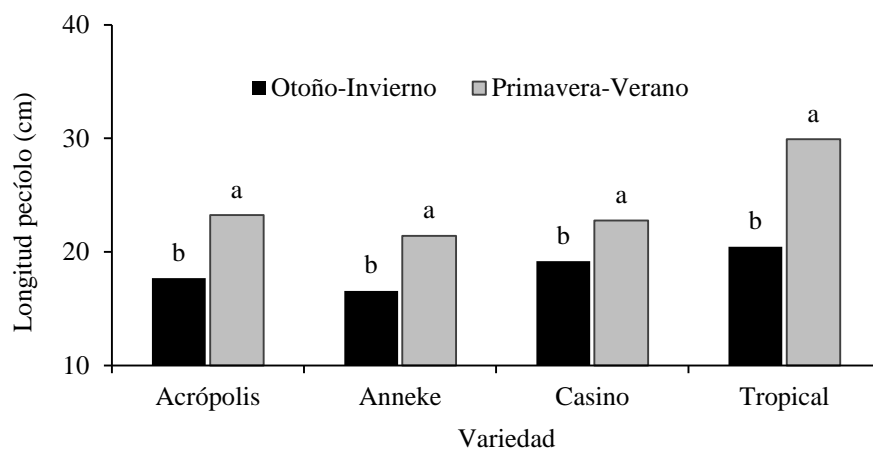 40
Otoño-Invierno Primavera-Verano
a
30
a
a
a
b
b
20
b
b
10
Acrópolis Anneke Casino Tropical
Variedad
Longitud pecíolo (cm)